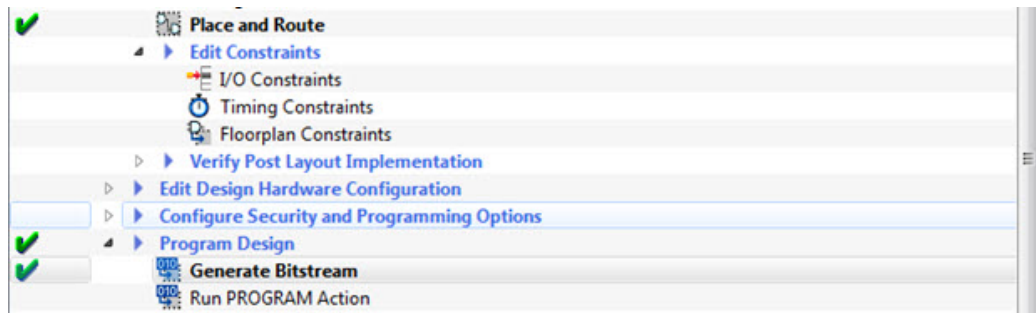 Place and Route
Edit Constraints
I/O Constraints
Timing Constraints
Floorplan Constraints
Verify Post Layout Implementation
Edit Design Hardware Configuration
Configure Security and Programming Options
Program Design
Generate Bitstream
Run PROGRAM Action